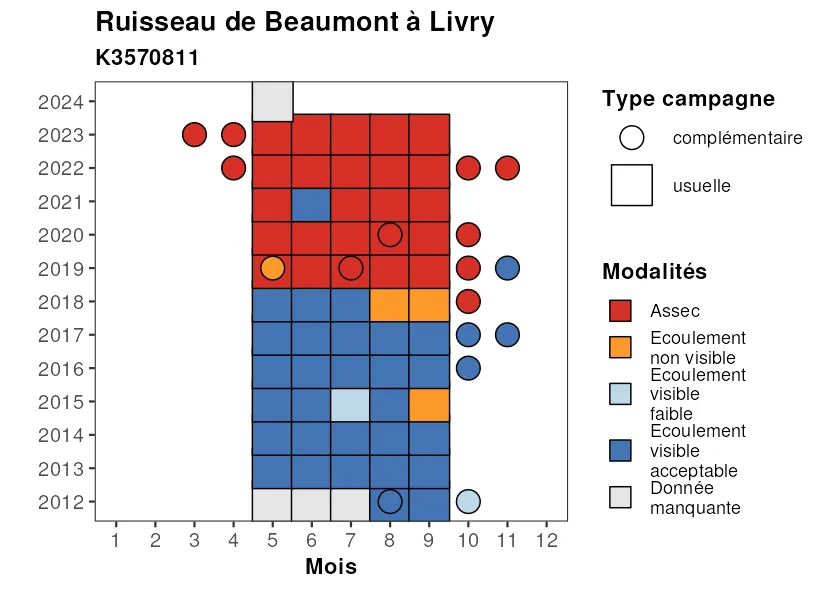 Ruisseau de Beaumont à Livry
K3570811
2024
2023
2022
2021
2020
2019
2018
2017
2016
2015
2014
2013
2012
1 2 3 4 5 6 7 8 9 10 11 12
Mois
Type campagne
complémentaire
usuelle
Modalités
Assec
Ecoulement
non visible
Ecoulement
visible
faible
Ecoulement
visible
acceptable
Donnée
manquante